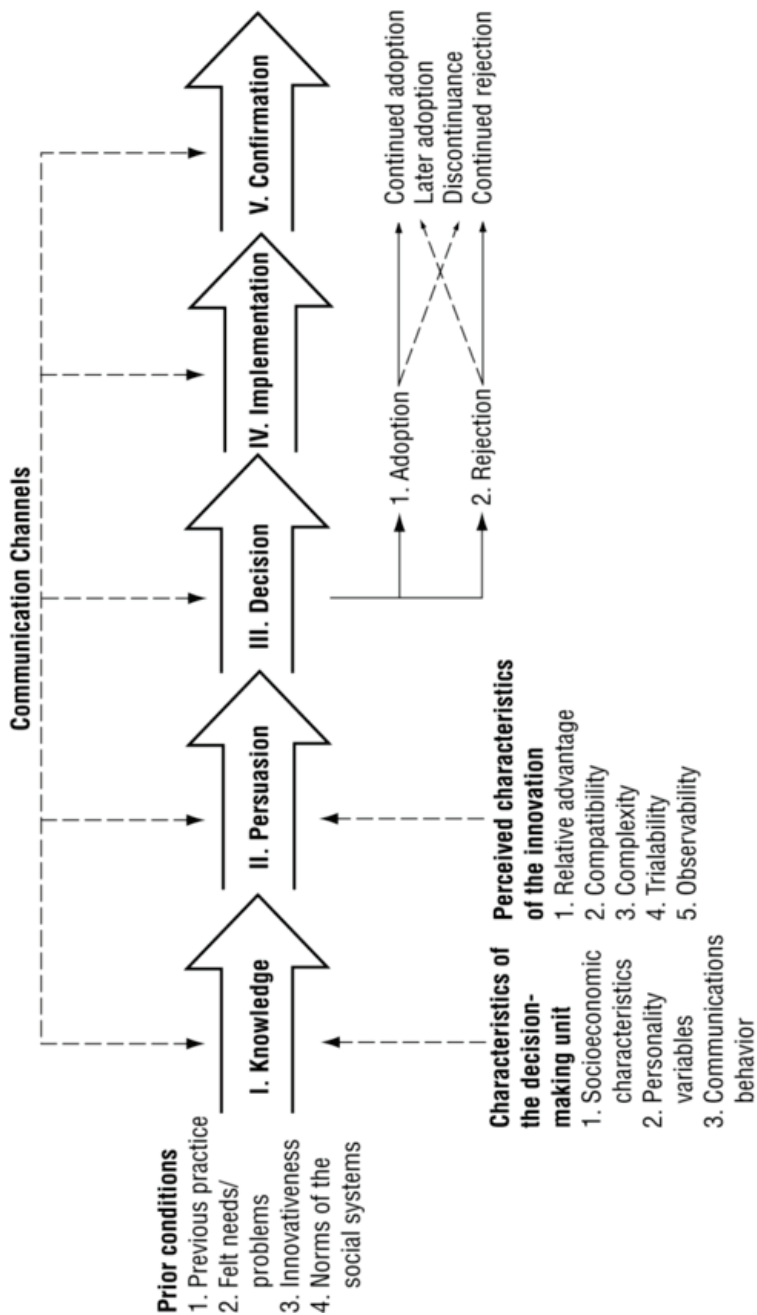 Communication Channels
Prior conditions
1. Previous practice
2. Felt needs/
problems
3. Innovativeness
4. Norms of the
social systems
I. Knowledge
II. Persuasion
III. Decision
IV. Implementation
V. Confirmation
Characteristics of
the decision-
making unit
1. Socioeconomic
characteristics
2. Personality
variables
3. Communications
behavior
Perceived characteristics
of the innovation
1. Relative advantage
2. Compatibility
3. Complexity
4. Trialability
5. Observability
1. Adoption
2. Rejection
Continued adoption
Later adoption
Discontinuance
Continued rejection